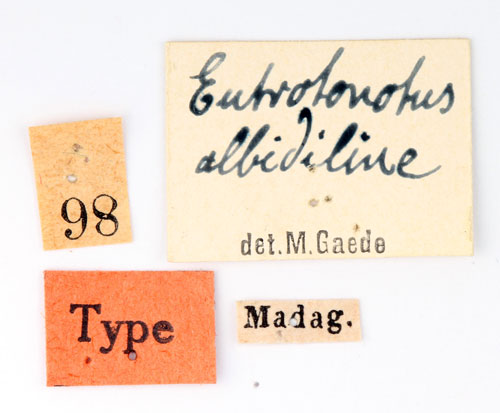 Eutrotonotus
albidiline
det. M. Gaede
98
Type
Madag.